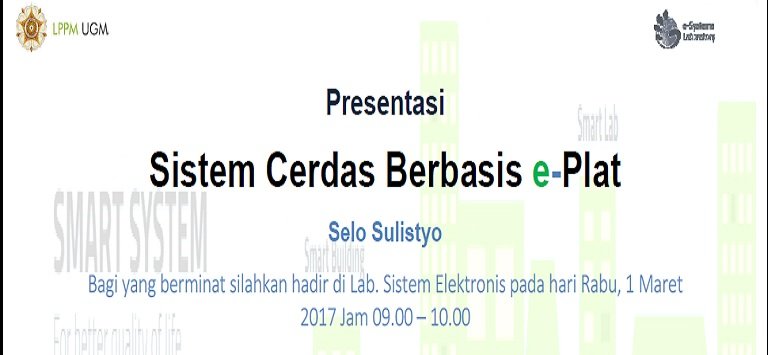 LPPM UGM
e-Systems
Laboratory
Presentasi
Smart Lab
Sistem Cerdas Berbasis e-Plat
SMART SYSTEM
Selo Sulistyo
Smart Building
Bagi yang berminat silahkan hadir di Lab. Sistem Elektronis pada hari Rabu, 1 Maret
2017 Jam 09.00 – 10.00
For better quality of life